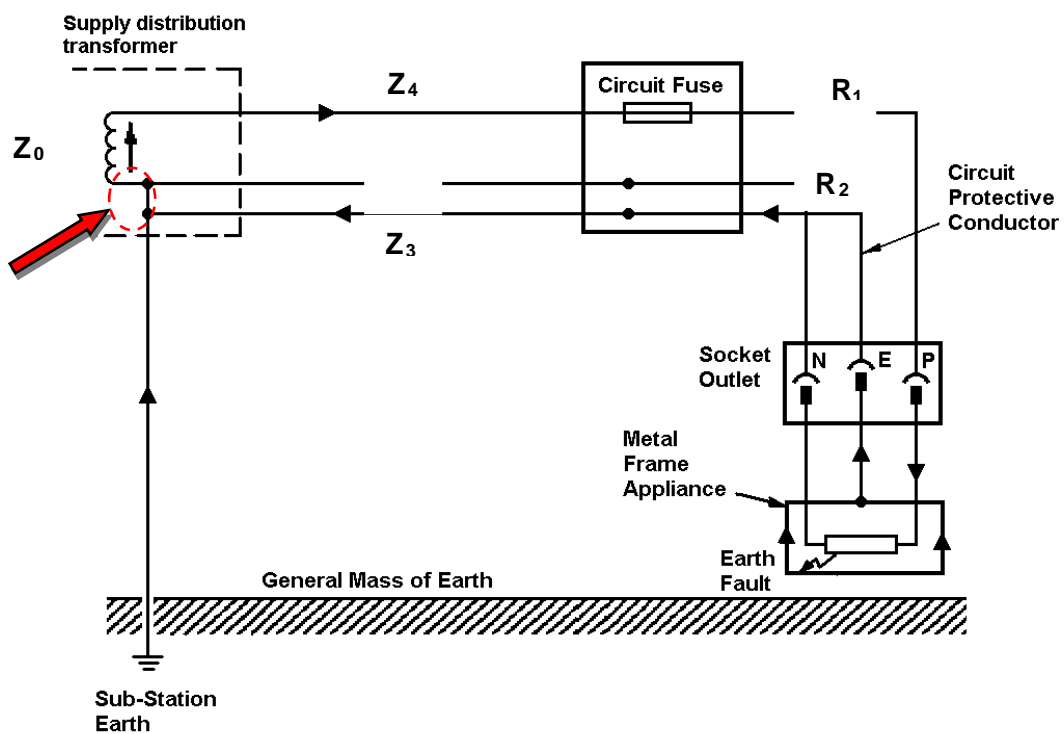 Supply distribution
transformer
Z4
Circuit Fuse
R1
Z0
R2
Circuit
Protective
Conductor
Z3
Socket
Outlet
N
E
P
Metal
Frame
Appliance
Earth
Fault
General Mass of Earth
Sub-Station
Earth